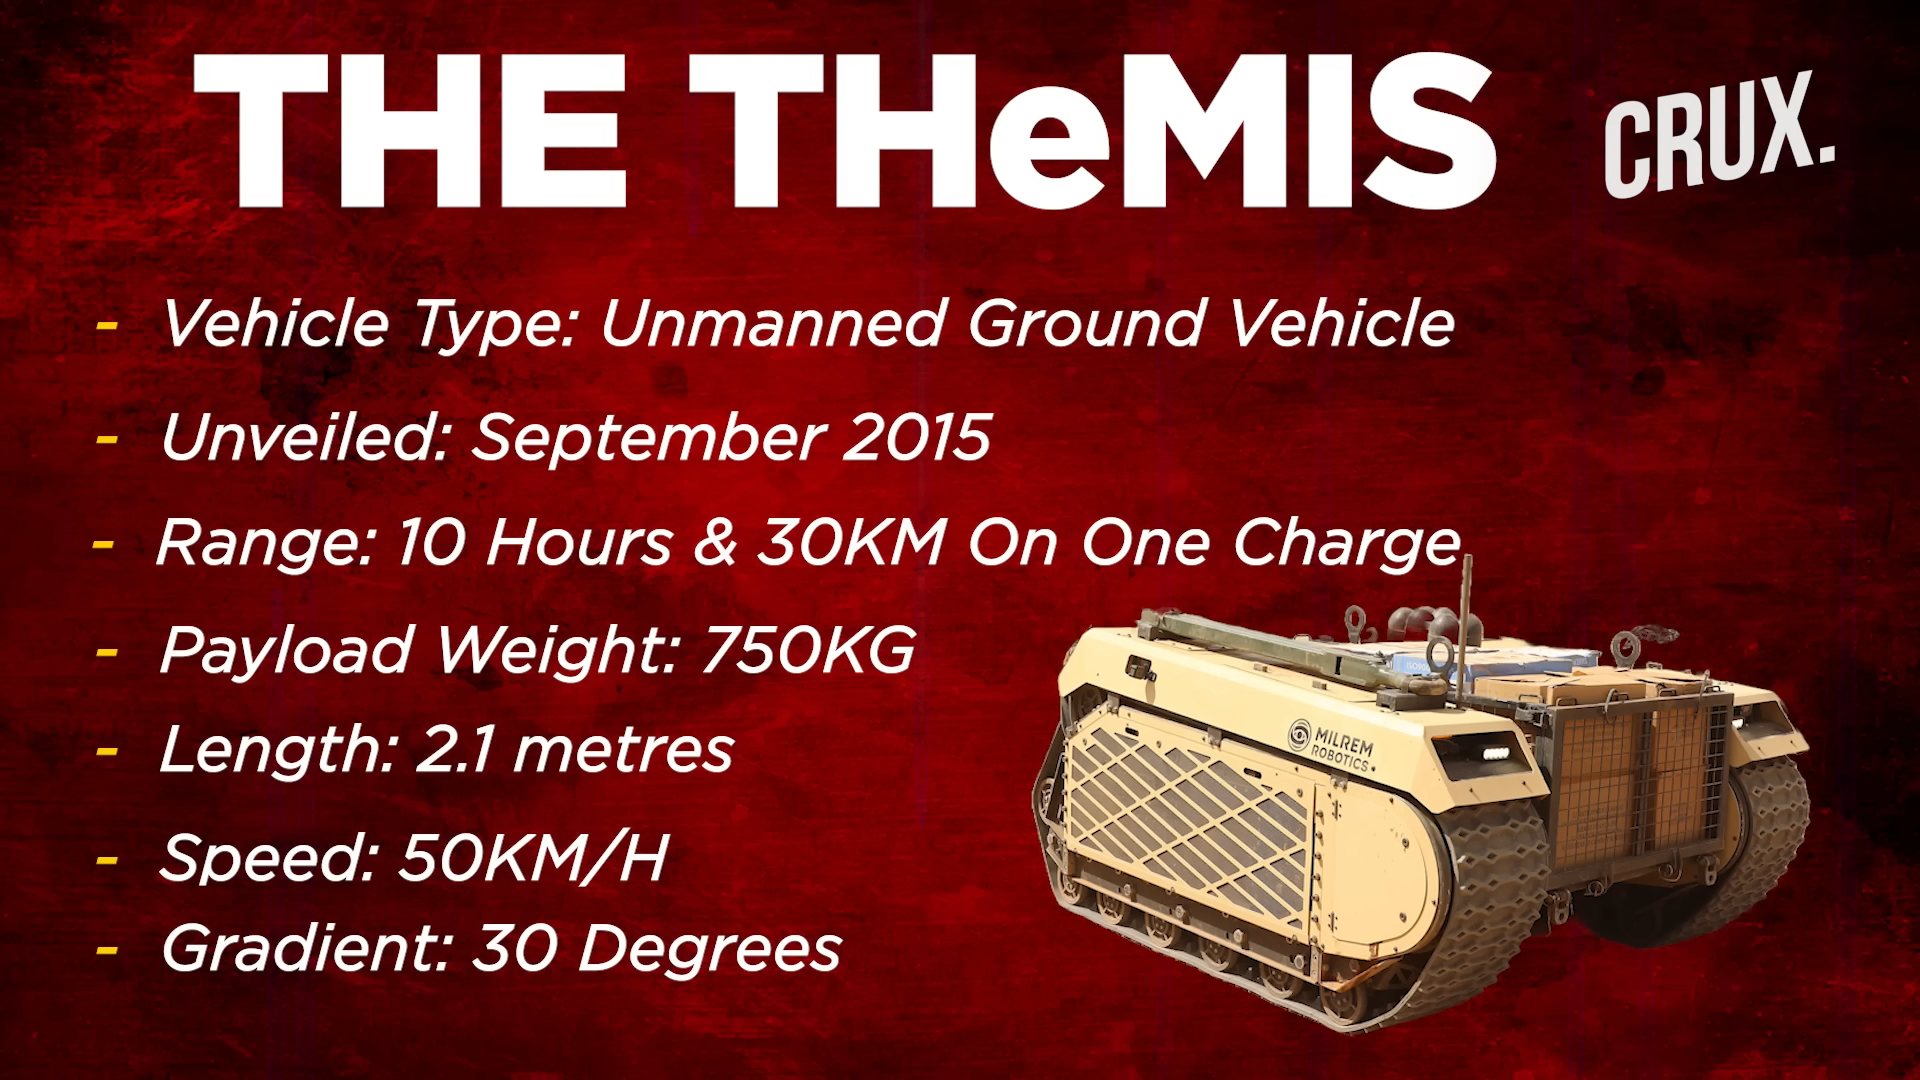 THE THeMIS
CRUX.
- Vehicle Type: Unmanned Ground Vehicle
- Unveiled: September 2015
- Range: 10 Hours & 30KM On One Charge
- Payload Weight: 750KG
- Length: 2.1 metres
- Speed: 50KM/H
- Gradient: 30 Degrees
MILREM
ROBOTICS